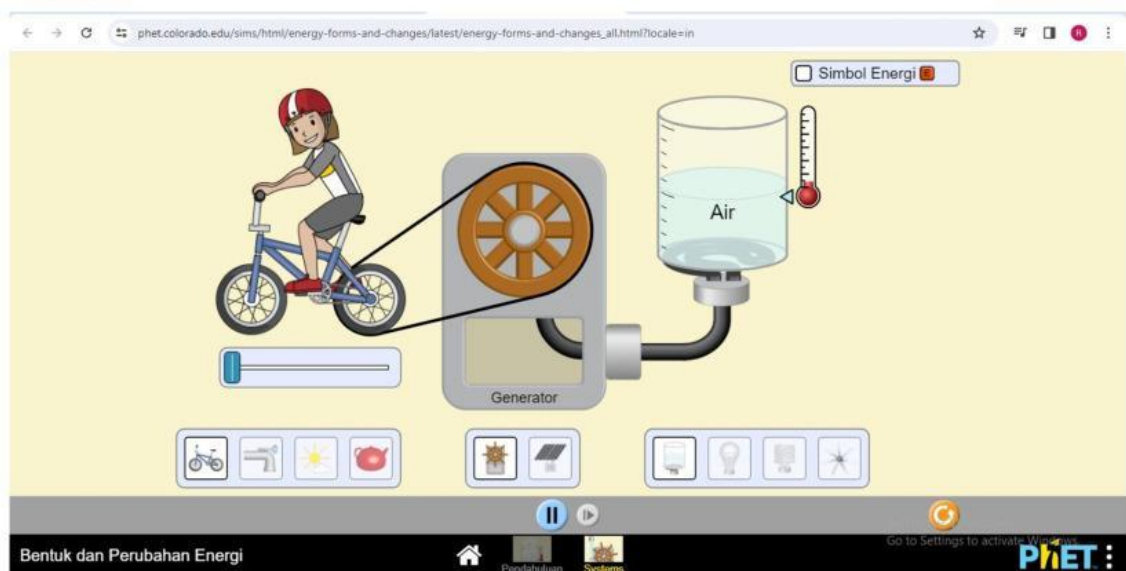 phet.colorado.edu/sims/html/energy-forms-and-changes/latest/energy-forms-and-changes_all.html?locale=in
R
Simbol Energi E
Air
Generator
Go to Settings to activate Windows.
Bentuk dan Perubahan Energi
Pendahuluan
Systems
PhET